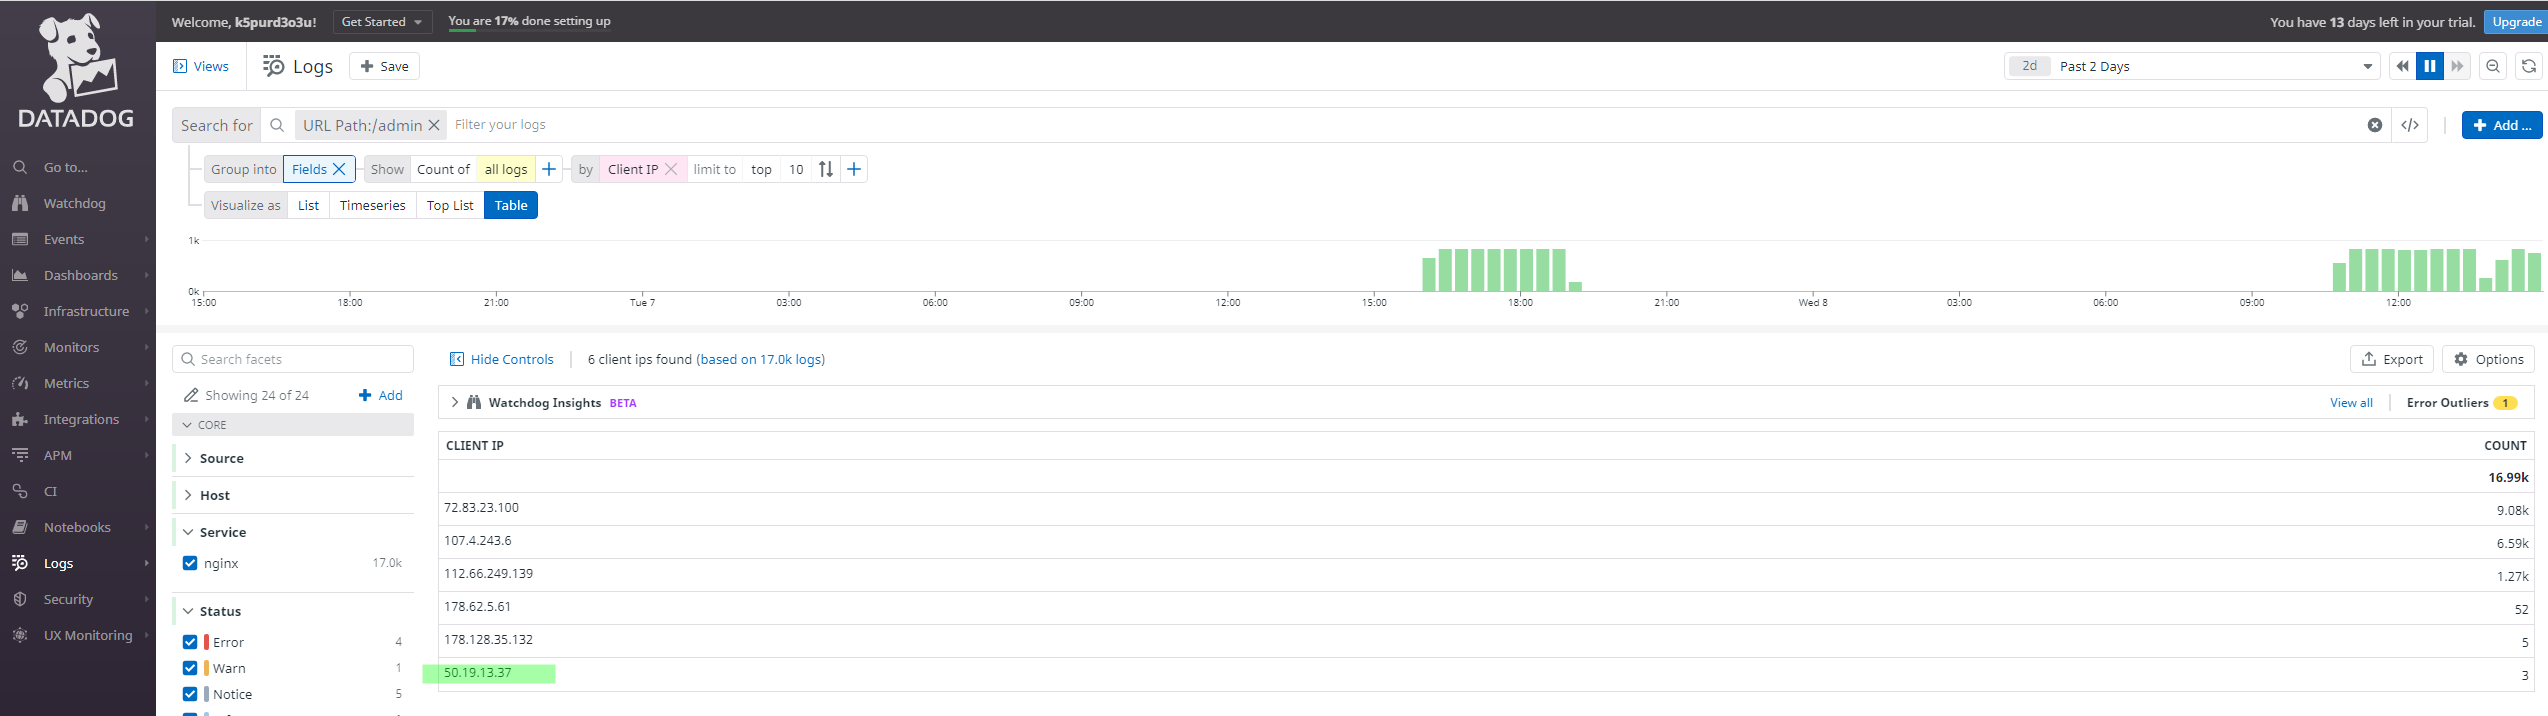 Welcome, k5purd3o3u!
Get Started
You are 17% done setting up
You have 13 days left in your trial.
Upgrade
DATADOG
Go to...
Watchdog
Events
Dashboards
Infrastructure
Monitors
Metrics
Integrations
APM
CI
Notebooks
Logs
Security
UX Monitoring
Views
Logs
Save
2d Past 2 Days
Search for URL Path:/admin Filter your logs
Add ...
Group into Fields Show Count of all logs by Client IP limit to top 10
Visualize as List Timeseries Top List Table
1k
0k
15:00 18:00 21:00 Tue 7 03:00 06:00 09:00 12:00 15:00 18:00 21:00 Wed 8 03:00 06:00 09:00 12:00
Search facets
Showing 24 of 24 Add
CORE
Source
Host
Service
nginx 17.0k
Status
Error 4
Warn 1
Notice 5
Hide Controls 6 client ips found (based on 17.0k logs)
Export Options
Watchdog Insights BETA View all Error Outliers 1
CLIENT IP COUNT
16.99k
72.83.23.100 9.08k
107.4.243.6 6.59k
112.66.249.139 1.27k
178.62.5.61 52
178.128.35.132 5
50.19.13.37 3